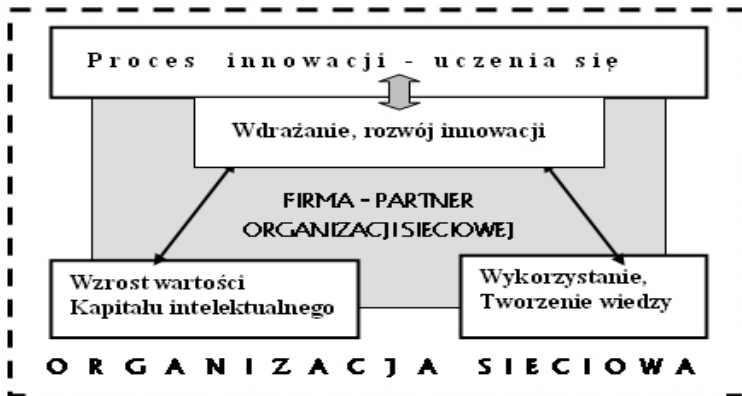 Proces innowacji - uczenia się
Wdrażanie, rozwój innowacji
FIRMA - PARTNER
ORGANIZACJI SIECIOWEJ
Wzrost wartości
Kapitału intelektualnego
Wykorzystanie,
Tworzenie wiedzy
ORGANIZACJA SIECIOWA